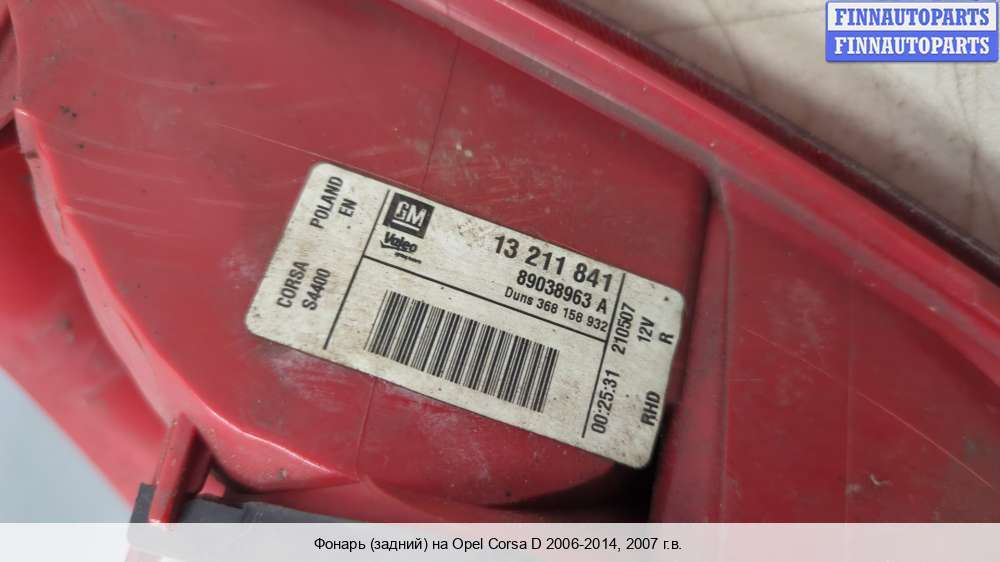 FINNAUTOPARTS
FINNAUTOPARTS
POLAND
EN
CORSA
S4400
GM
Valeo
13 211 841
89038963 A
Duns 368 158 932
00:25:31 210507
12V
RHD R
Фонарь (задний) на Opel Corsa D 2006-2014, 2007 г.в.